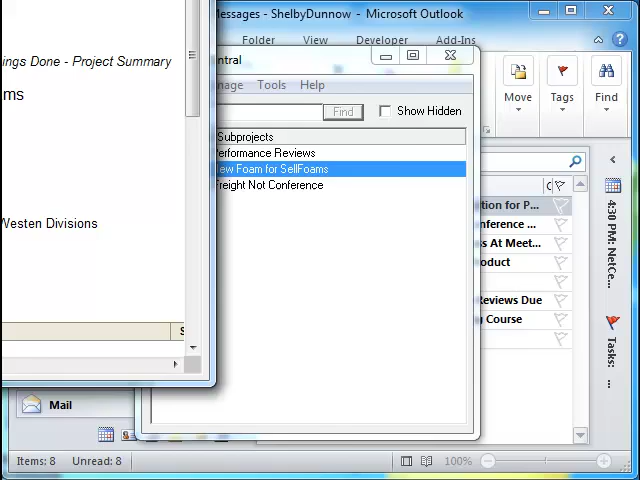 Messages - ShelbyDunnow - Microsoft Outlook
Folder View Developer Add-Ins
ings Done - Project Summary
ntral
ms
nage Tools Help
Find Show Hidden
Move Tags Find
Subprojects
Performance Reviews
New Foam for SellFoams
Freight Not Conference
Westen Divisions
tion for P...
nference ...
ss At Meet...
oduct
Reviews Due
g Course
4:30 PM: NetCe...
Tasks: ...
S
Mail
Items: 8 Unread: 8 100%